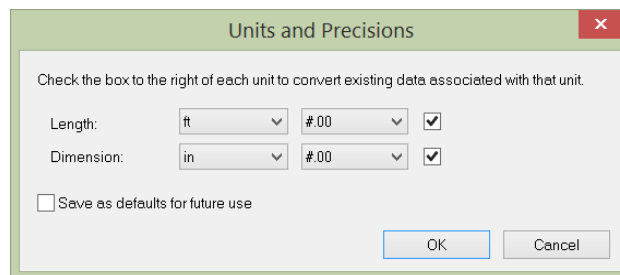 Units and Precisions
Check the box to the right of each unit to convert existing data associated with that unit.
Length: ft #.00
Dimension: in #.00
Save as defaults for future use
OK Cancel